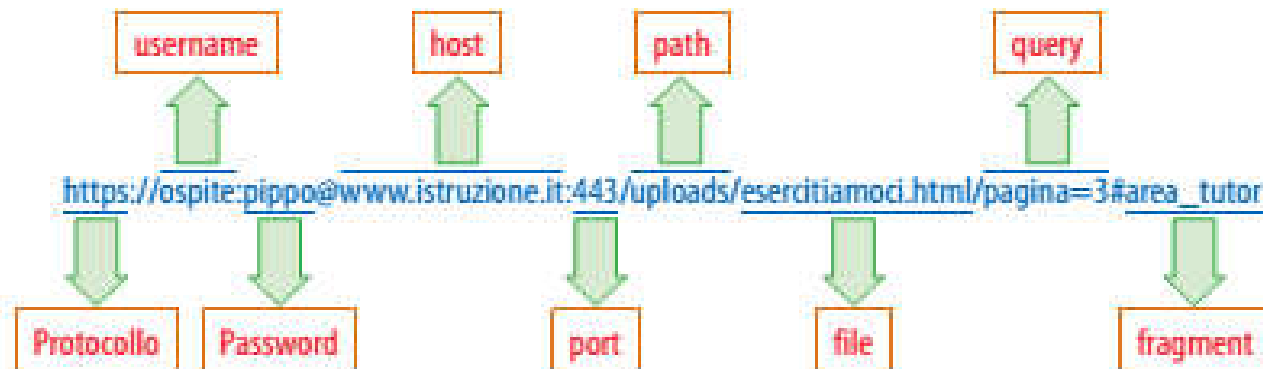 username host path query
https://ospite:pippo@www.istruzione.it:443/uploads/esercitiamoci.html/pagina=3#area_tutor
Protocollo Password port file fragment